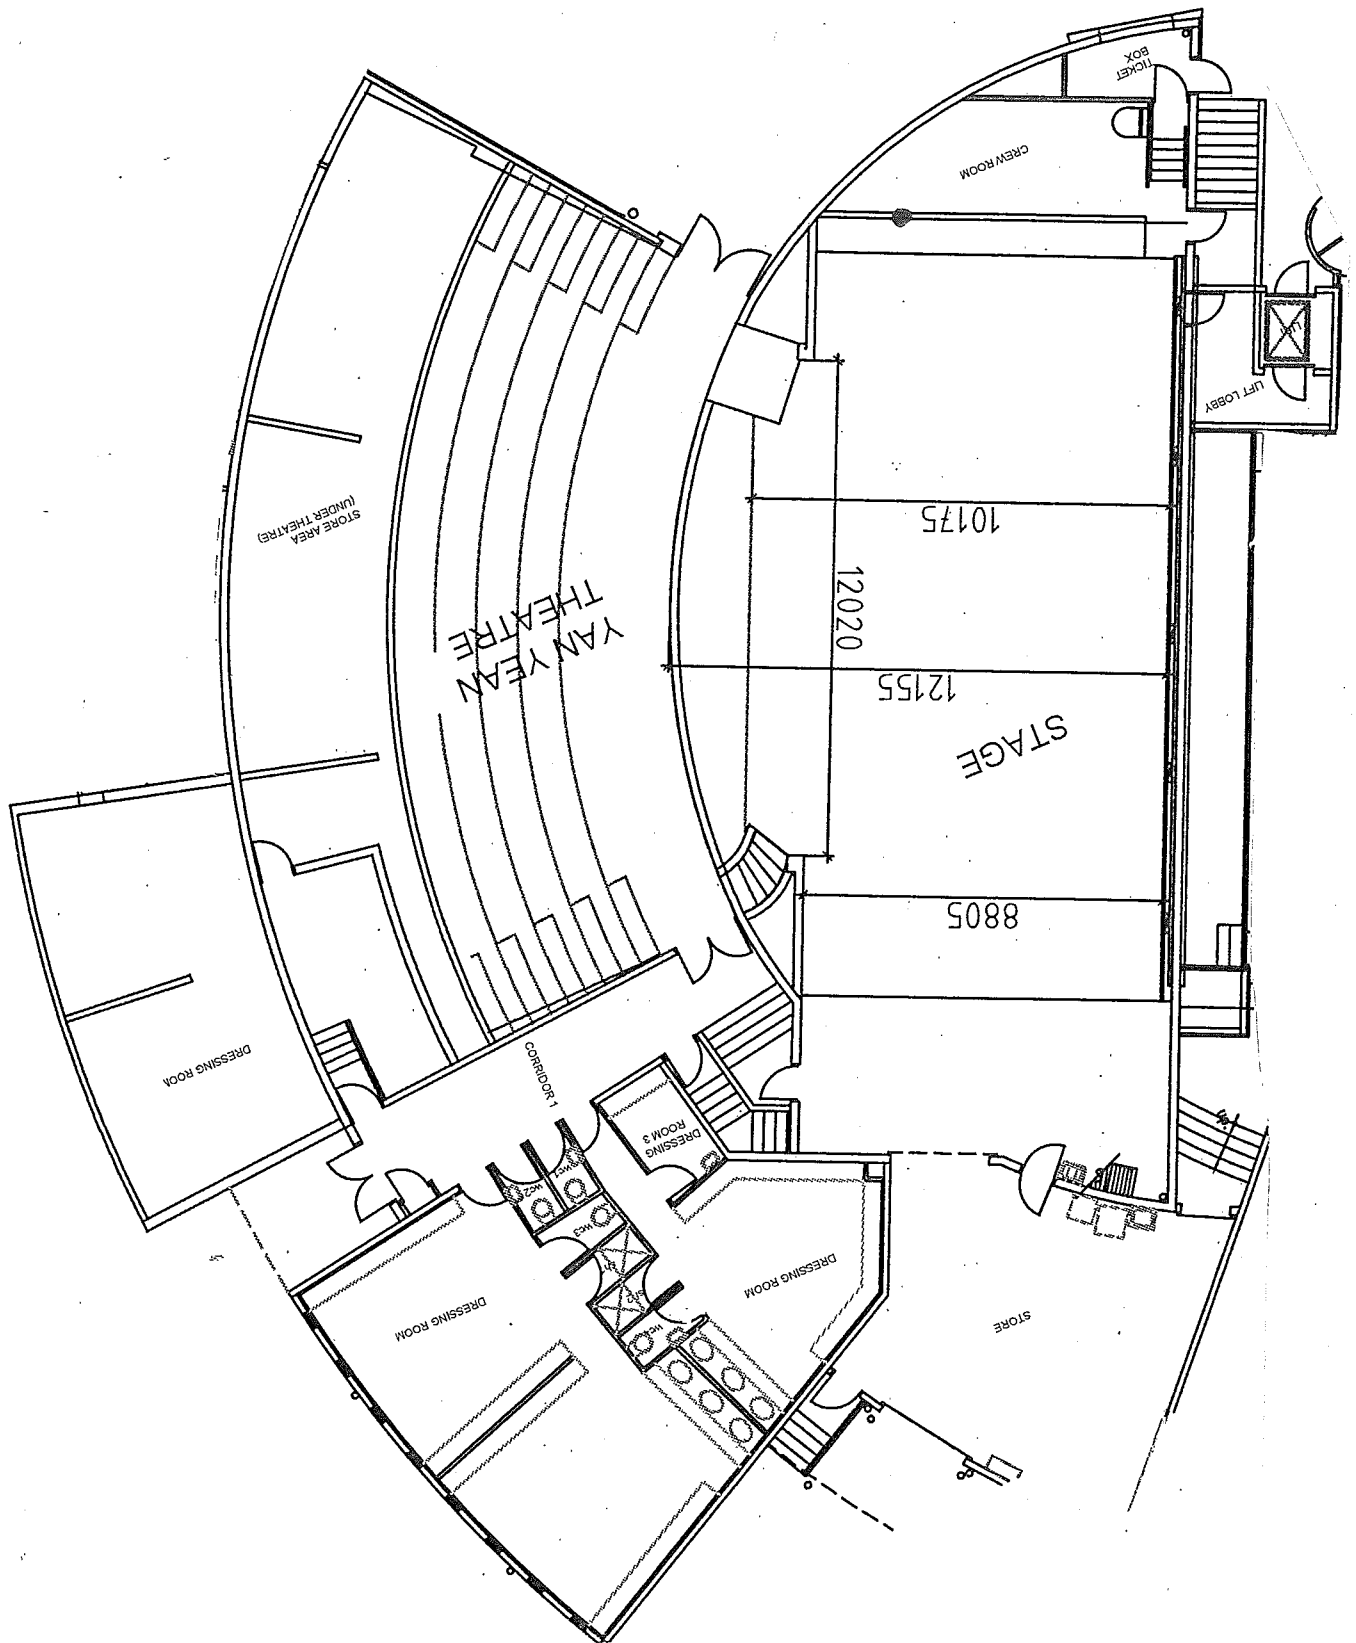 TICKET
BOX
CREW ROOM
LIFT
LIFT LOBBY
STORE AREA
(UNDER THEATRE)
10175
12020
YAN YEAN
THEATRE
12155
STAGE
8805
DRESSING ROOM
CORRIDOR 1
DRESSING
ROOM 3
WC1
WC2
WC3
DRESSING ROOM
DRESSING ROOM
STORE